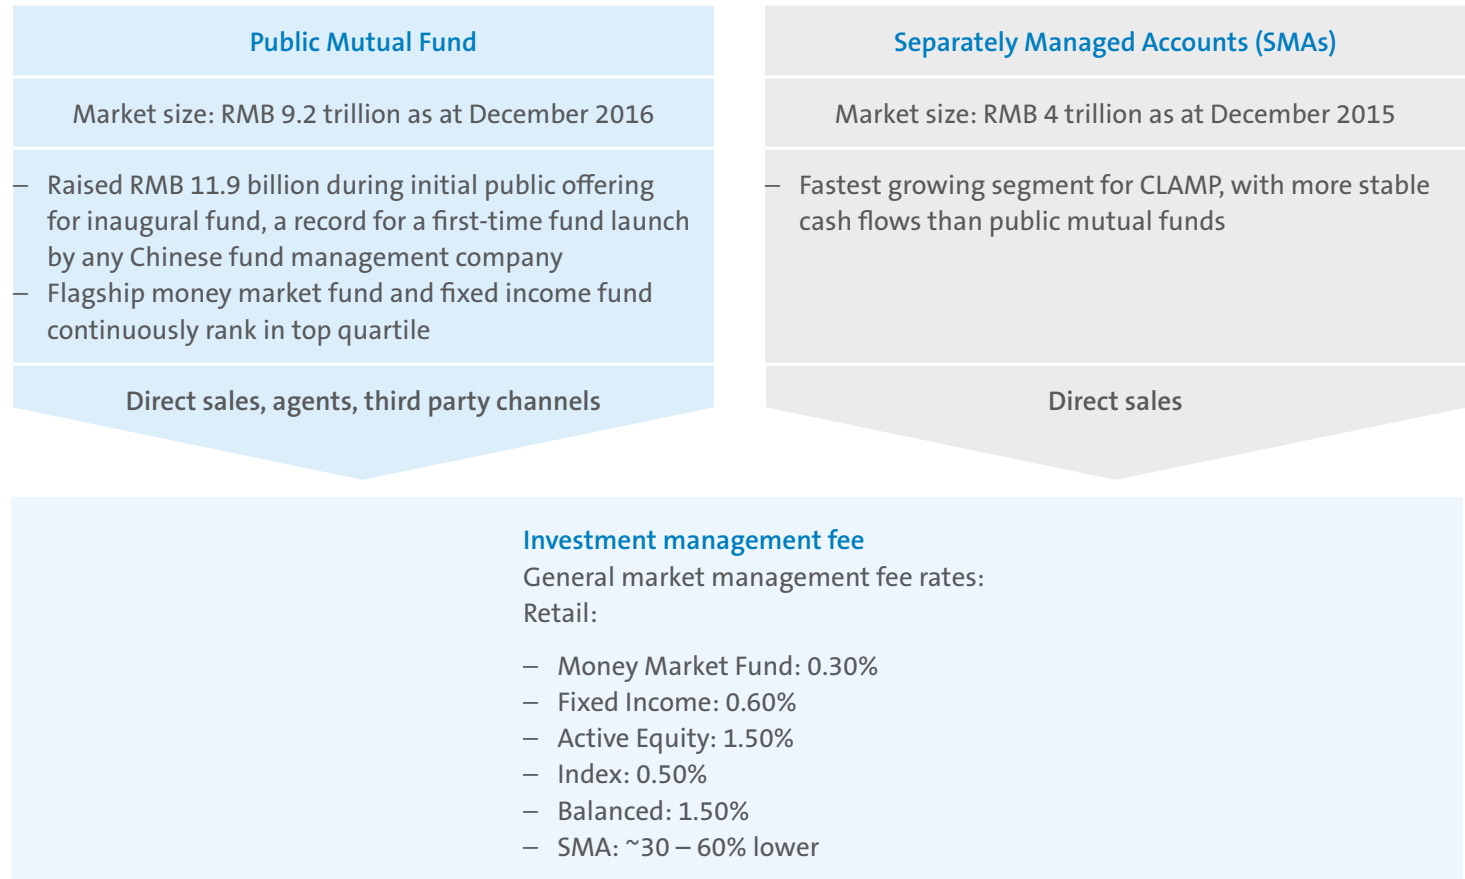 Public Mutual Fund
Market size: RMB 9.2 trillion as at December 2016
– Raised RMB 11.9 billion during initial public offering
for inaugural fund, a record for a first-time fund launch
by any Chinese fund management company
– Flagship money market fund and fixed income fund
continuously rank in top quartile
Direct sales, agents, third party channels
Separately Managed Accounts (SMAs)
Market size: RMB 4 trillion as at December 2015
– Fastest growing segment for CLAMP, with more stable
cash flows than public mutual funds
Direct sales
Investment management fee
General market management fee rates:
Retail:
– Money Market Fund: 0.30%
– Fixed Income: 0.60%
– Active Equity: 1.50%
– Index: 0.50%
– Balanced: 1.50%
– SMA: ~30 – 60% lower